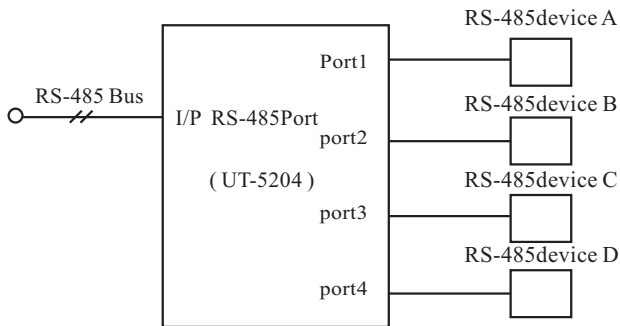 RS-485device A
Port1
RS-485 Bus
RS-485device B
I/P RS-485Port
port2
( UT-5204 )
RS-485device C
port3
RS-485device D
port4